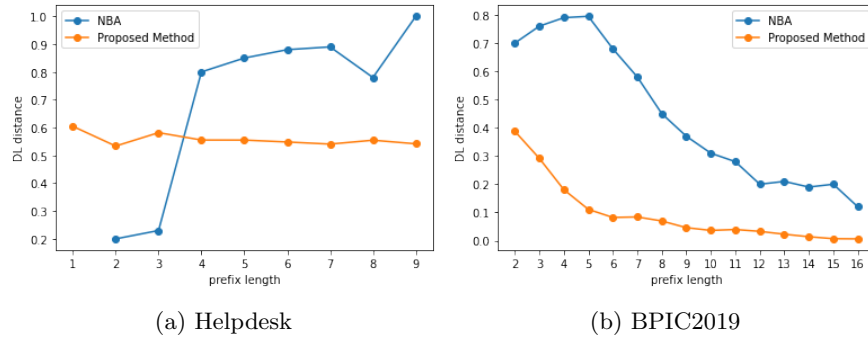 NBA
Proposed Method
1.0
0.9
0.8
0.7
0.6
0.5
0.4
0.3
0.2
DL distance
1 2 3 4 5 6 7 8 9
prefix length
(a) Helpdesk
NBA
Proposed Method
0.8
0.7
0.6
0.5
0.4
0.3
0.2
0.1
0.0
DL distance
2 3 4 5 6 7 8 9 10 11 12 13 14 15 16
prefix length
(b) BPIC2019